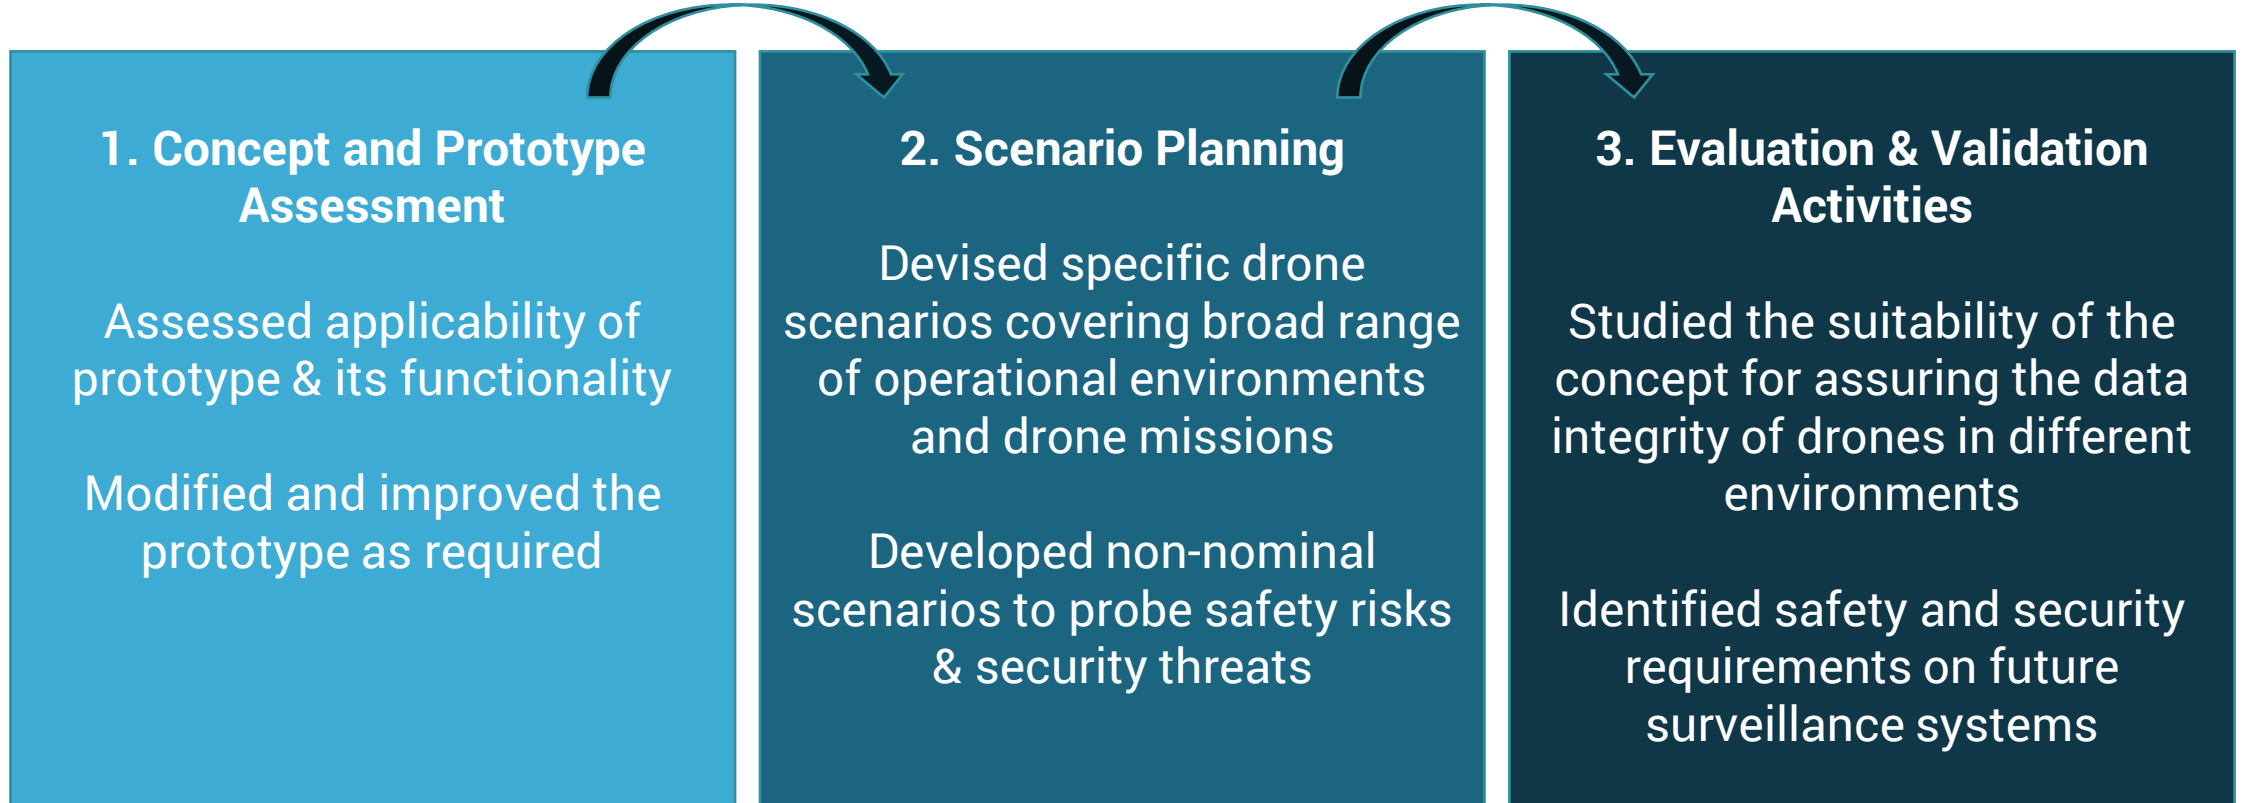 1. Concept and Prototype
Assessment
Assessed applicability of
prototype & its functionality
Modified and improved the
prototype as required
2. Scenario Planning
Devised specific drone
scenarios covering broad range
of operational environments
and drone missions
Developed non-nominal
scenarios to probe safety risks
& security threats
3. Evaluation & Validation
Activities
Studied the suitability of the
concept for assuring the data
integrity of drones in different
environments
Identified safety and security
requirements on future
surveillance systems